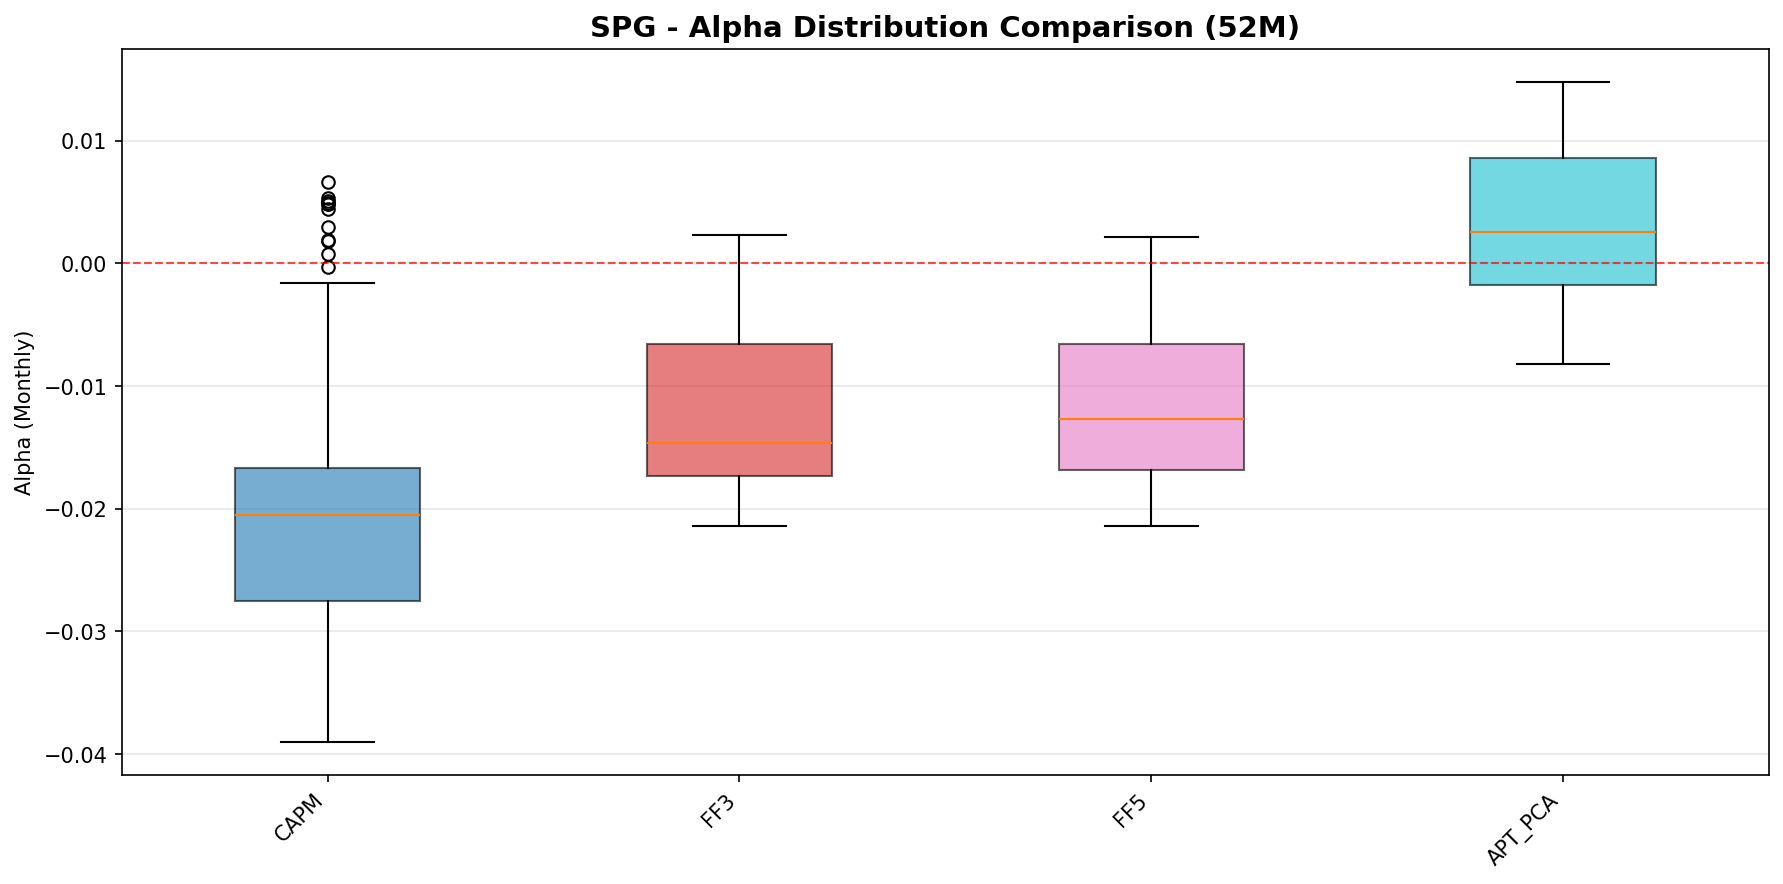 SPG - Alpha Distribution Comparison (52M)
Alpha (Monthly)
0.01
0.00
−0.01
−0.02
−0.03
−0.04
CAPM
FF3
FF5
APT_PCA